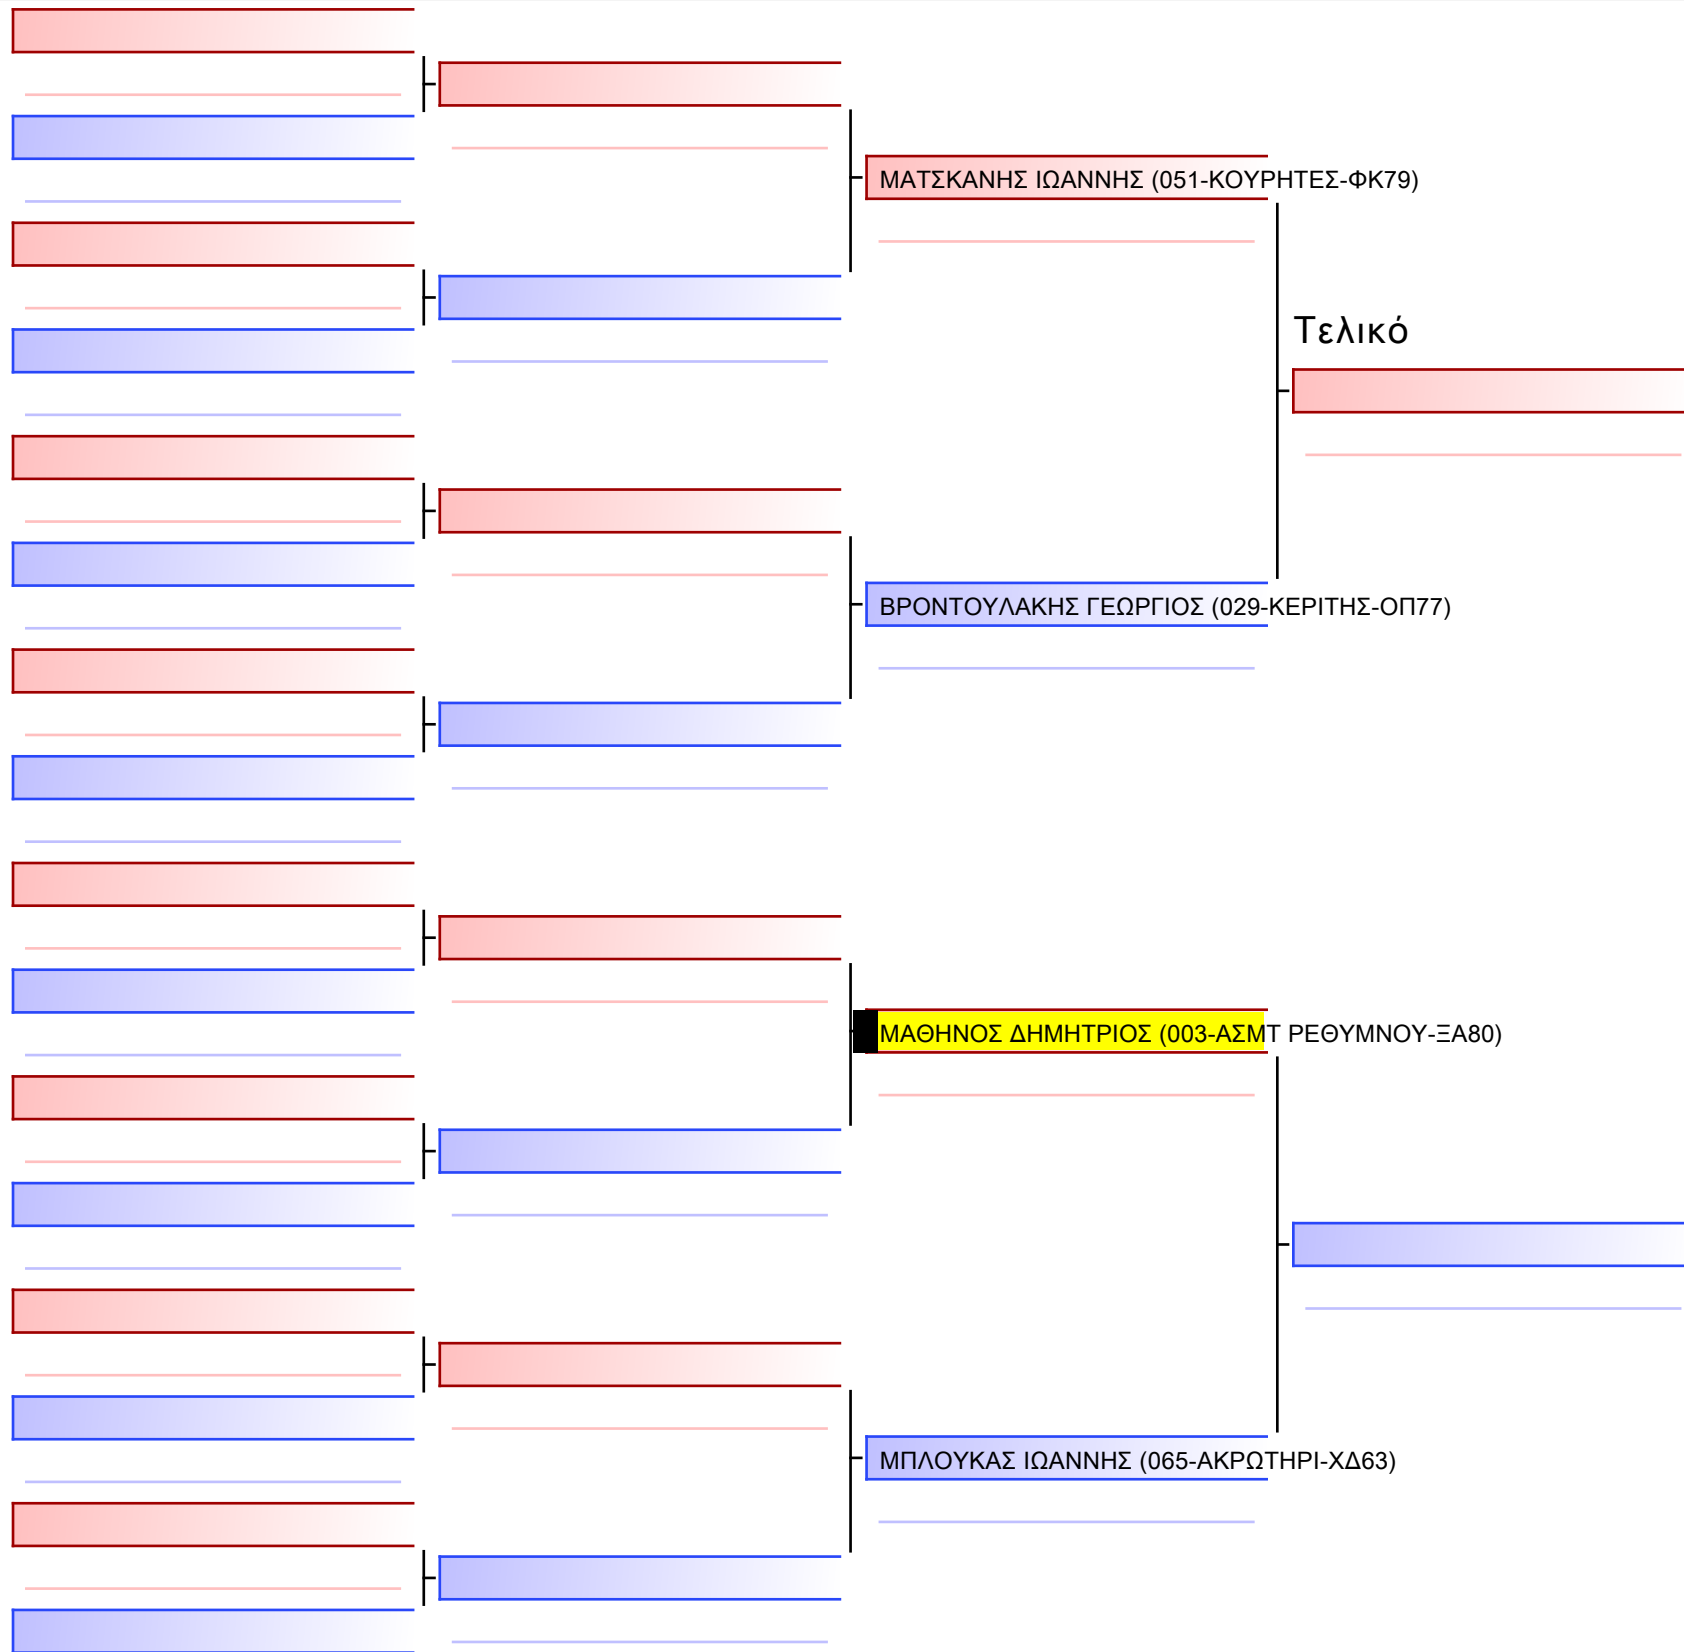 ΜΑΤΣΚΑΝΗΣ ΙΩΑΝΝΗΣ (051-ΚΟΥΡΗΤΕΣ-ΦΚ79)
Τελικό
ΒΡΟΝΤΟΥΛΑΚΗΣ ΓΕΩΡΓΙΟΣ (029-ΚΕΡΙΤΗΣ-ΟΠ77)
ΜΑΘΗΝΟΣ ΔΗΜΗΤΡΙΟΣ (003-ΑΣΜΤ ΡΕΘΥΜΝΟΥ-ΞΑ80)
ΜΠΛΟΥΚΑΣ ΙΩΑΝΝΗΣ (065-ΑΚΡΩΤΗΡΙ-ΧΔ63)